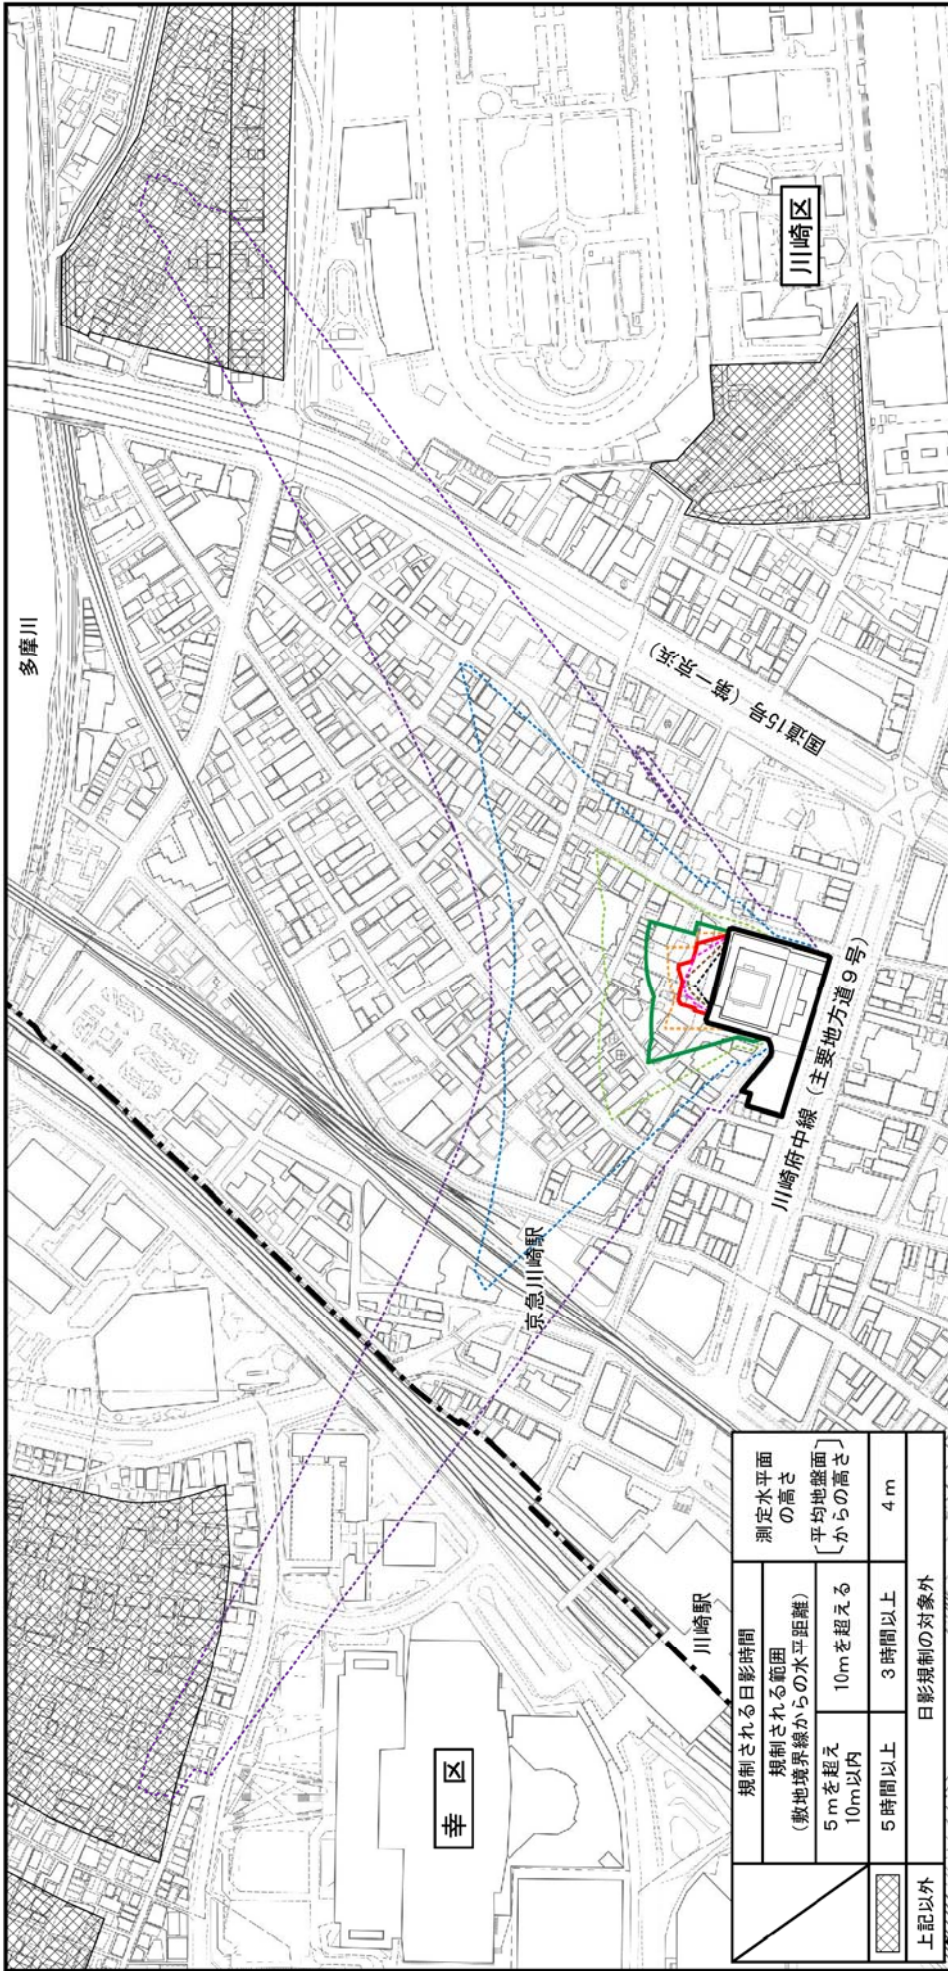 多摩川
川崎区
国道15号（第一京浜）
川崎府中線（主要地方道９号）
京急川崎駅
川崎駅
幸　区
規制される日影時間
規制される範囲
（敷地境界線からの水平距離）
５ｍを超え
10ｍ以内
10ｍを超える
測定水平面
の高さ
〔平均地盤面
からの高さ〕
５時間以上
３時間以上
４ｍ
上記以外
日影規制の対象外